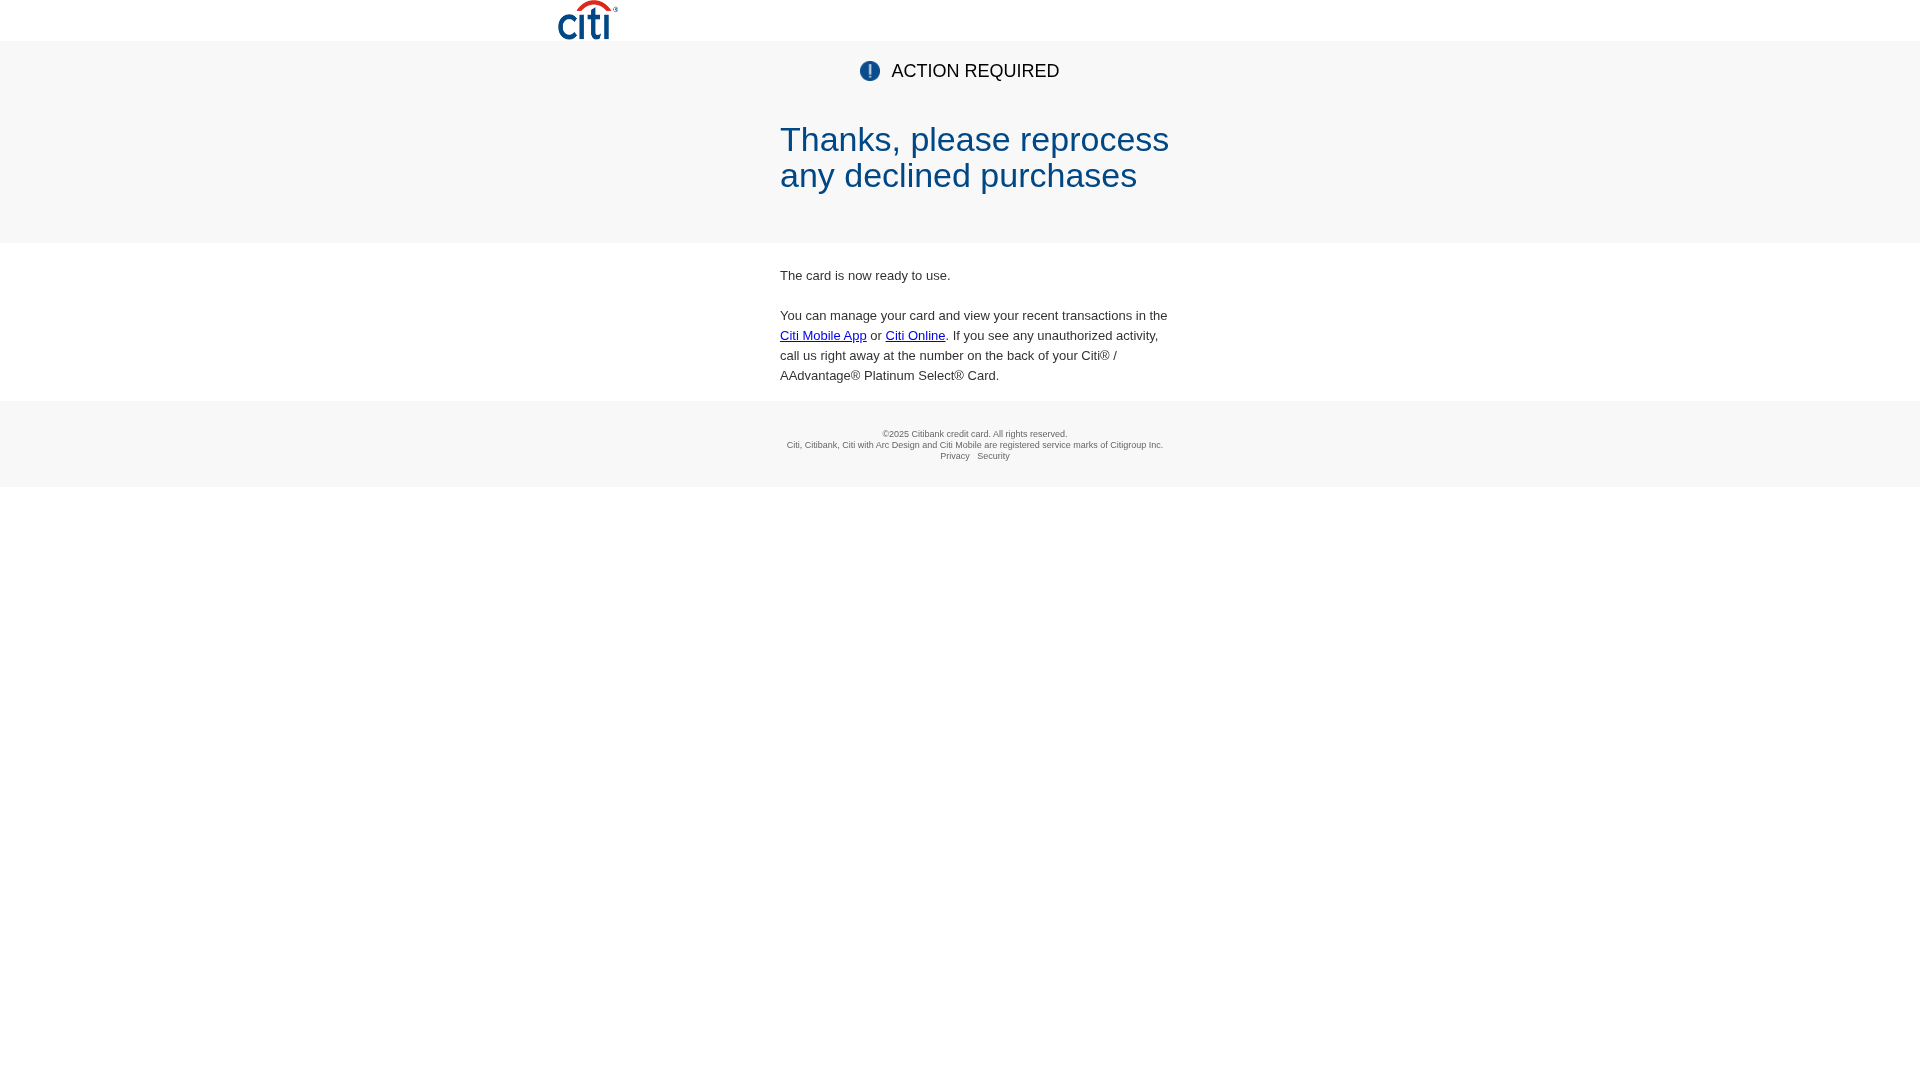 citi®
ACTION REQUIRED
Thanks, please reprocess
any declined purchases
The card is now ready to use.
You can manage your card and view your recent transactions in the
Citi Mobile App or Citi Online. If you see any unauthorized activity,
call us right away at the number on the back of your Citi® /
AAdvantage® Platinum Select® Card.
©2025 Citibank credit card. All rights reserved.
Citi, Citibank, Citi with Arc Design and Citi Mobile are registered service marks of Citigroup Inc.
Privacy Security